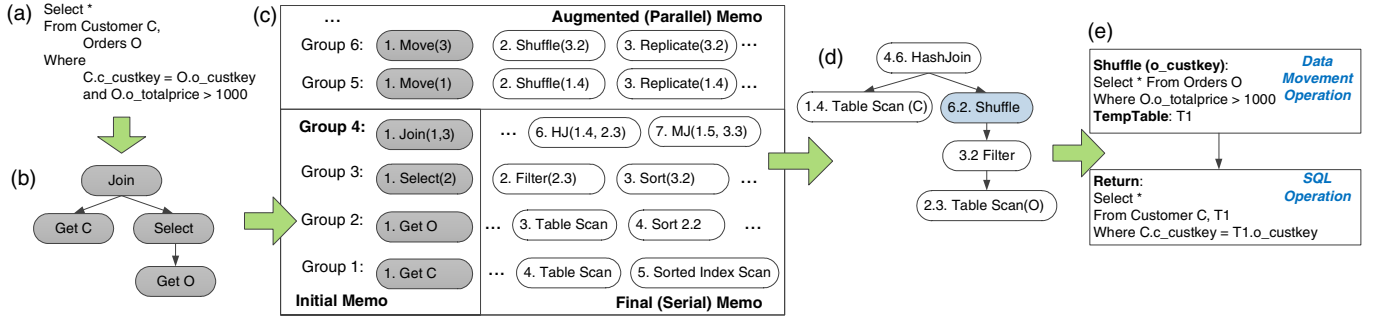 (a)
Select *
From Customer C,
Orders O
Where
C.c_custkey = O.o_custkey
and O.o_totalprice > 1000
(b)
Join
Get C
Select
Get O
(c)
... Augmented (Parallel) Memo
Group 6: 1. Move(3) 2. Shuffle(3.2) 3. Replicate(3.2) ...
Group 5: 1. Move(1) 2. Shuffle(1.4) 3. Replicate(1.4) ...
Group 4: 1. Join(1,3) ... 6. HJ(1.4, 2.3) 7. MJ(1.5, 3.3)
Group 3: 1. Select(2) 2. Filter(2.3) 3. Sort(3.2) ...
Group 2: 1. Get O ... 3. Table Scan 4. Sort 2.2 ...
Group 1: 1. Get C ... 4. Table Scan 5. Sorted Index Scan
Initial Memo Final (Serial) Memo
(d)
4.6. HashJoin
1.4. Table Scan (C) 6.2. Shuffle
3.2 Filter
2.3. Table Scan(O)
(e)
Shuffle (o_custkey):
Select * From Orders O
Where O.o_totalprice > 1000
TempTable: T1
Data
Movement
Operation
Return:
Select *
From Customer C, T1
Where C.c_custkey = T1.o_custkey
SQL
Operation